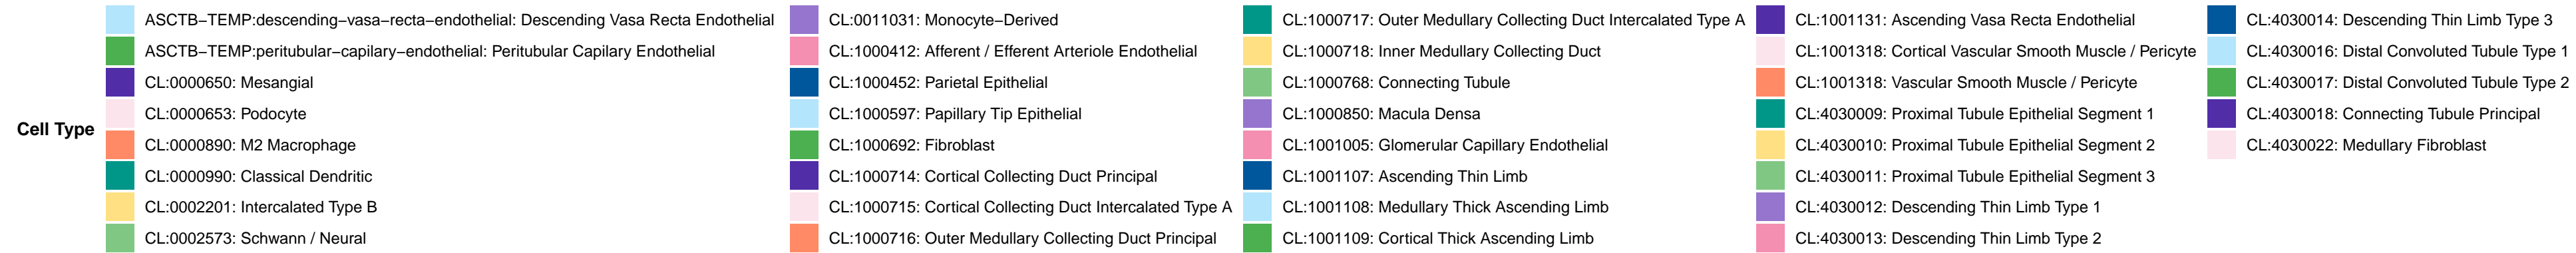 Cell Type
ASCTB−TEMP:descending−vasa−recta−endothelial: Descending Vasa Recta Endothelial
ASCTB−TEMP:peritubular−capilary−endothelial: Peritubular Capilary Endothelial
CL:0000650: Mesangial
CL:0000653: Podocyte
CL:0000890: M2 Macrophage
CL:0000990: Classical Dendritic
CL:0002201: Intercalated Type B
CL:0002573: Schwann / Neural
CL:0011031: Monocyte−Derived
CL:1000412: Afferent / Efferent Arteriole Endothelial
CL:1000452: Parietal Epithelial
CL:1000597: Papillary Tip Epithelial
CL:1000692: Fibroblast
CL:1000714: Cortical Collecting Duct Principal
CL:1000715: Cortical Collecting Duct Intercalated Type A
CL:1000716: Outer Medullary Collecting Duct Principal
CL:1000717: Outer Medullary Collecting Duct Intercalated Type A
CL:1000718: Inner Medullary Collecting Duct
CL:1000768: Connecting Tubule
CL:1000850: Macula Densa
CL:1001005: Glomerular Capillary Endothelial
CL:1001107: Ascending Thin Limb
CL:1001108: Medullary Thick Ascending Limb
CL:1001109: Cortical Thick Ascending Limb
CL:1001131: Ascending Vasa Recta Endothelial
CL:1001318: Cortical Vascular Smooth Muscle / Pericyte
CL:1001318: Vascular Smooth Muscle / Pericyte
CL:4030009: Proximal Tubule Epithelial Segment 1
CL:4030010: Proximal Tubule Epithelial Segment 2
CL:4030011: Proximal Tubule Epithelial Segment 3
CL:4030012: Descending Thin Limb Type 1
CL:4030013: Descending Thin Limb Type 2
CL:4030014: Descending Thin Limb Type 3
CL:4030016: Distal Convoluted Tubule Type 1
CL:4030017: Distal Convoluted Tubule Type 2
CL:4030018: Connecting Tubule Principal
CL:4030022: Medullary Fibroblast